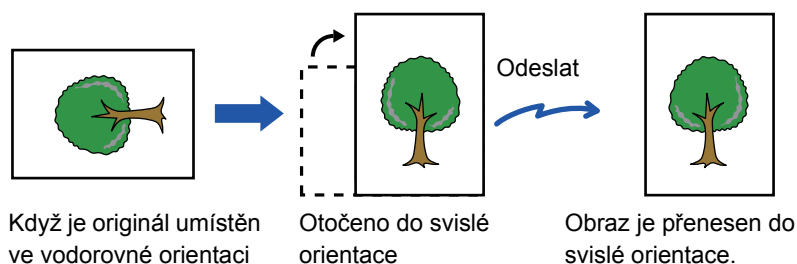 Odeslat
Když je originál umístěn
ve vodorovné orientaci
Otočeno do svislé
orientace
Obraz je přenesen do
svislé orientace.